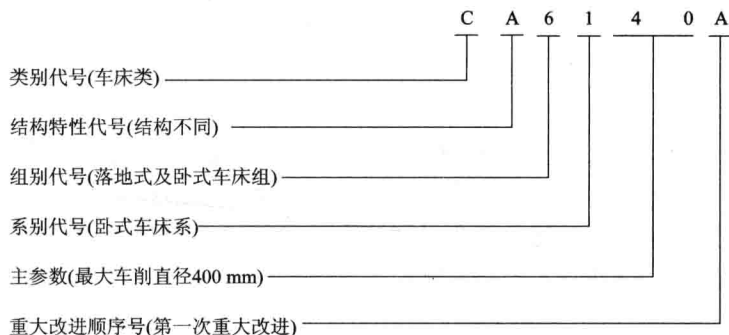 C A 6 1 4 0 A
类别代号(车床类)
结构特性代号(结构不同)
组别代号(落地式及卧式车床组)
系别代号(卧式车床系)
主参数(最大车削直径400 mm)
重大改进顺序号(第一次重大改进)